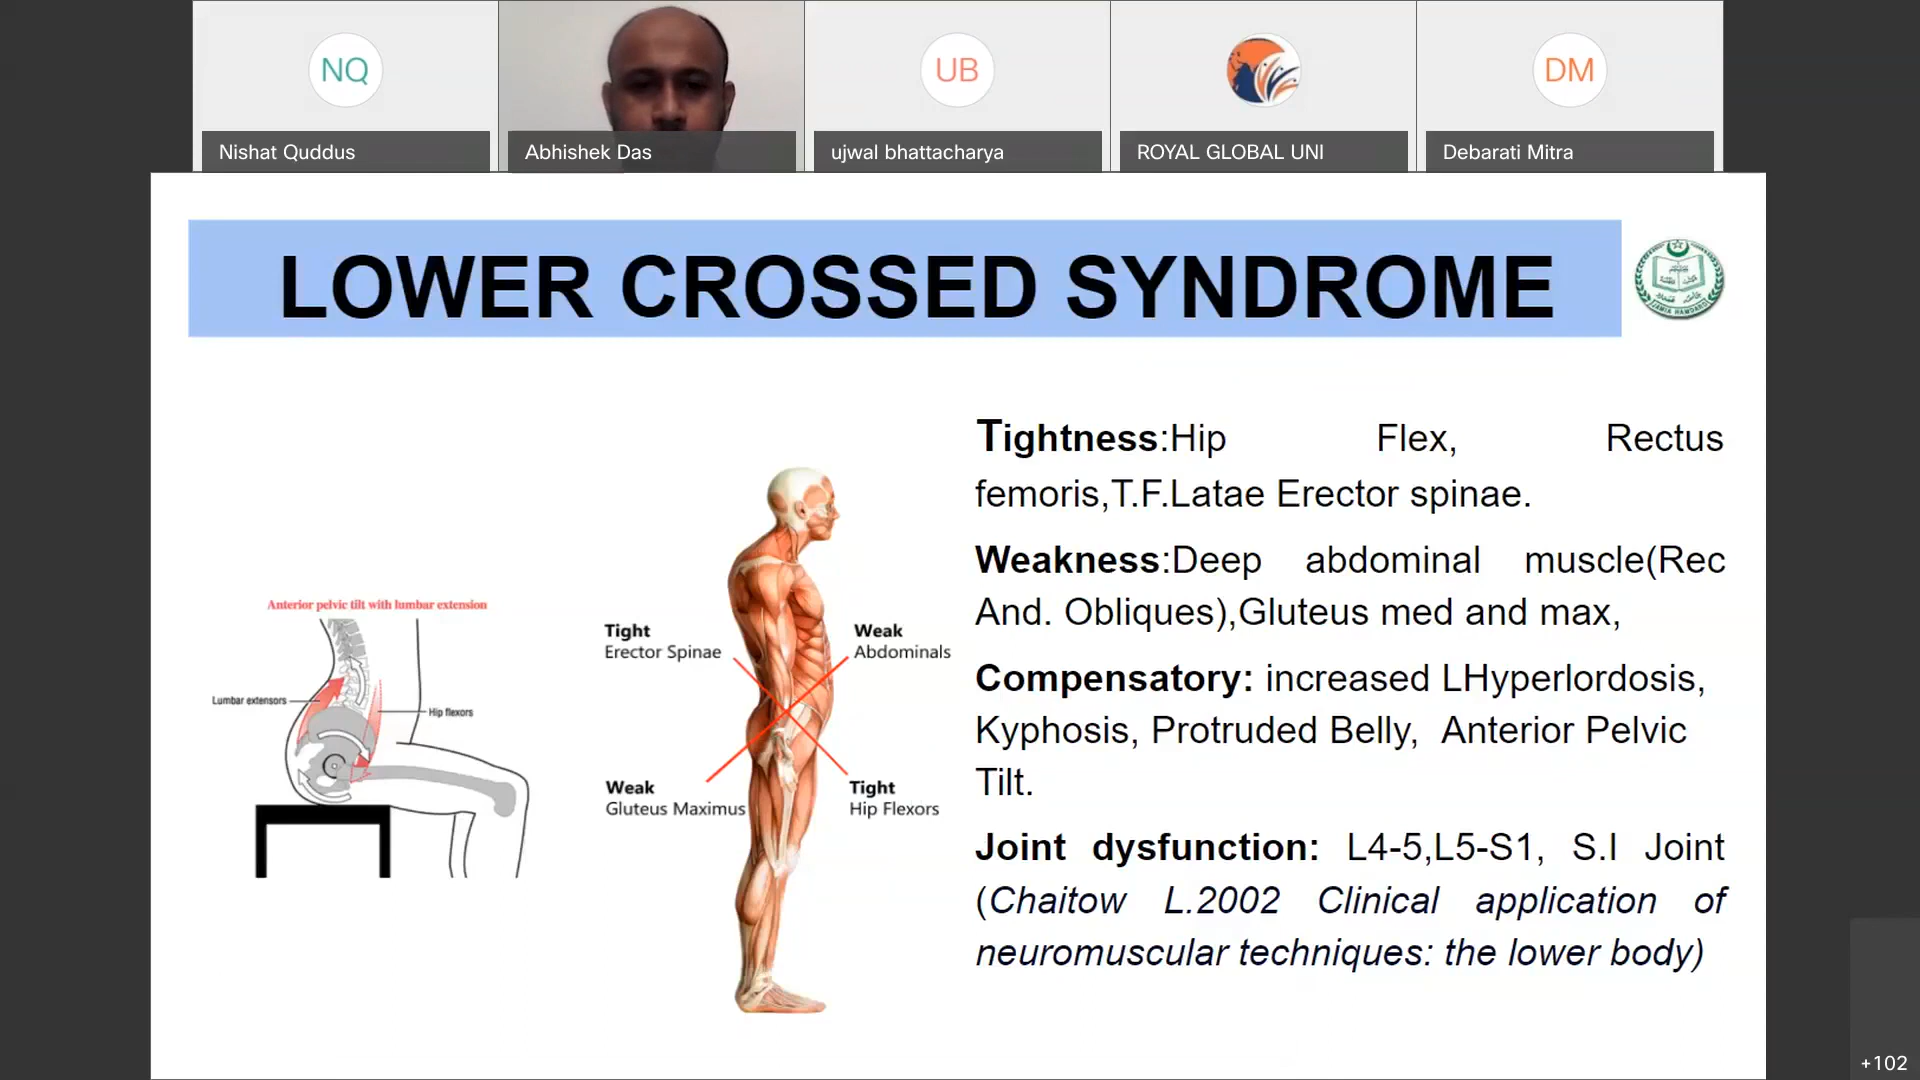 NQ
Nishat Quddus
Abhishek Das
UB
ujwal bhattacharya
ROYAL GLOBAL UNI
DM
Debarati Mitra
LOWER CROSSED SYNDROME
JAMIA HAMDARD
Anterior pelvic tilt with lumbar extension
Lumbar extensors
Hip flexors
Tight
Erector Spinae
Weak
Abdominals
Weak
Gluteus Maximus
Tight
Hip Flexors
Tightness:Hip Flex, Rectus
femoris,T.F.Latae Erector spinae.
Weakness:Deep abdominal muscle(Rec
And. Obliques),Gluteus med and max,
Compensatory: increased LHyperlordosis,
Kyphosis, Protruded Belly, Anterior Pelvic
Tilt.
Joint dysfunction: L4-5,L5-S1, S.I Joint
(Chaitow L.2002 Clinical application of
neuromuscular techniques: the lower body)
+102